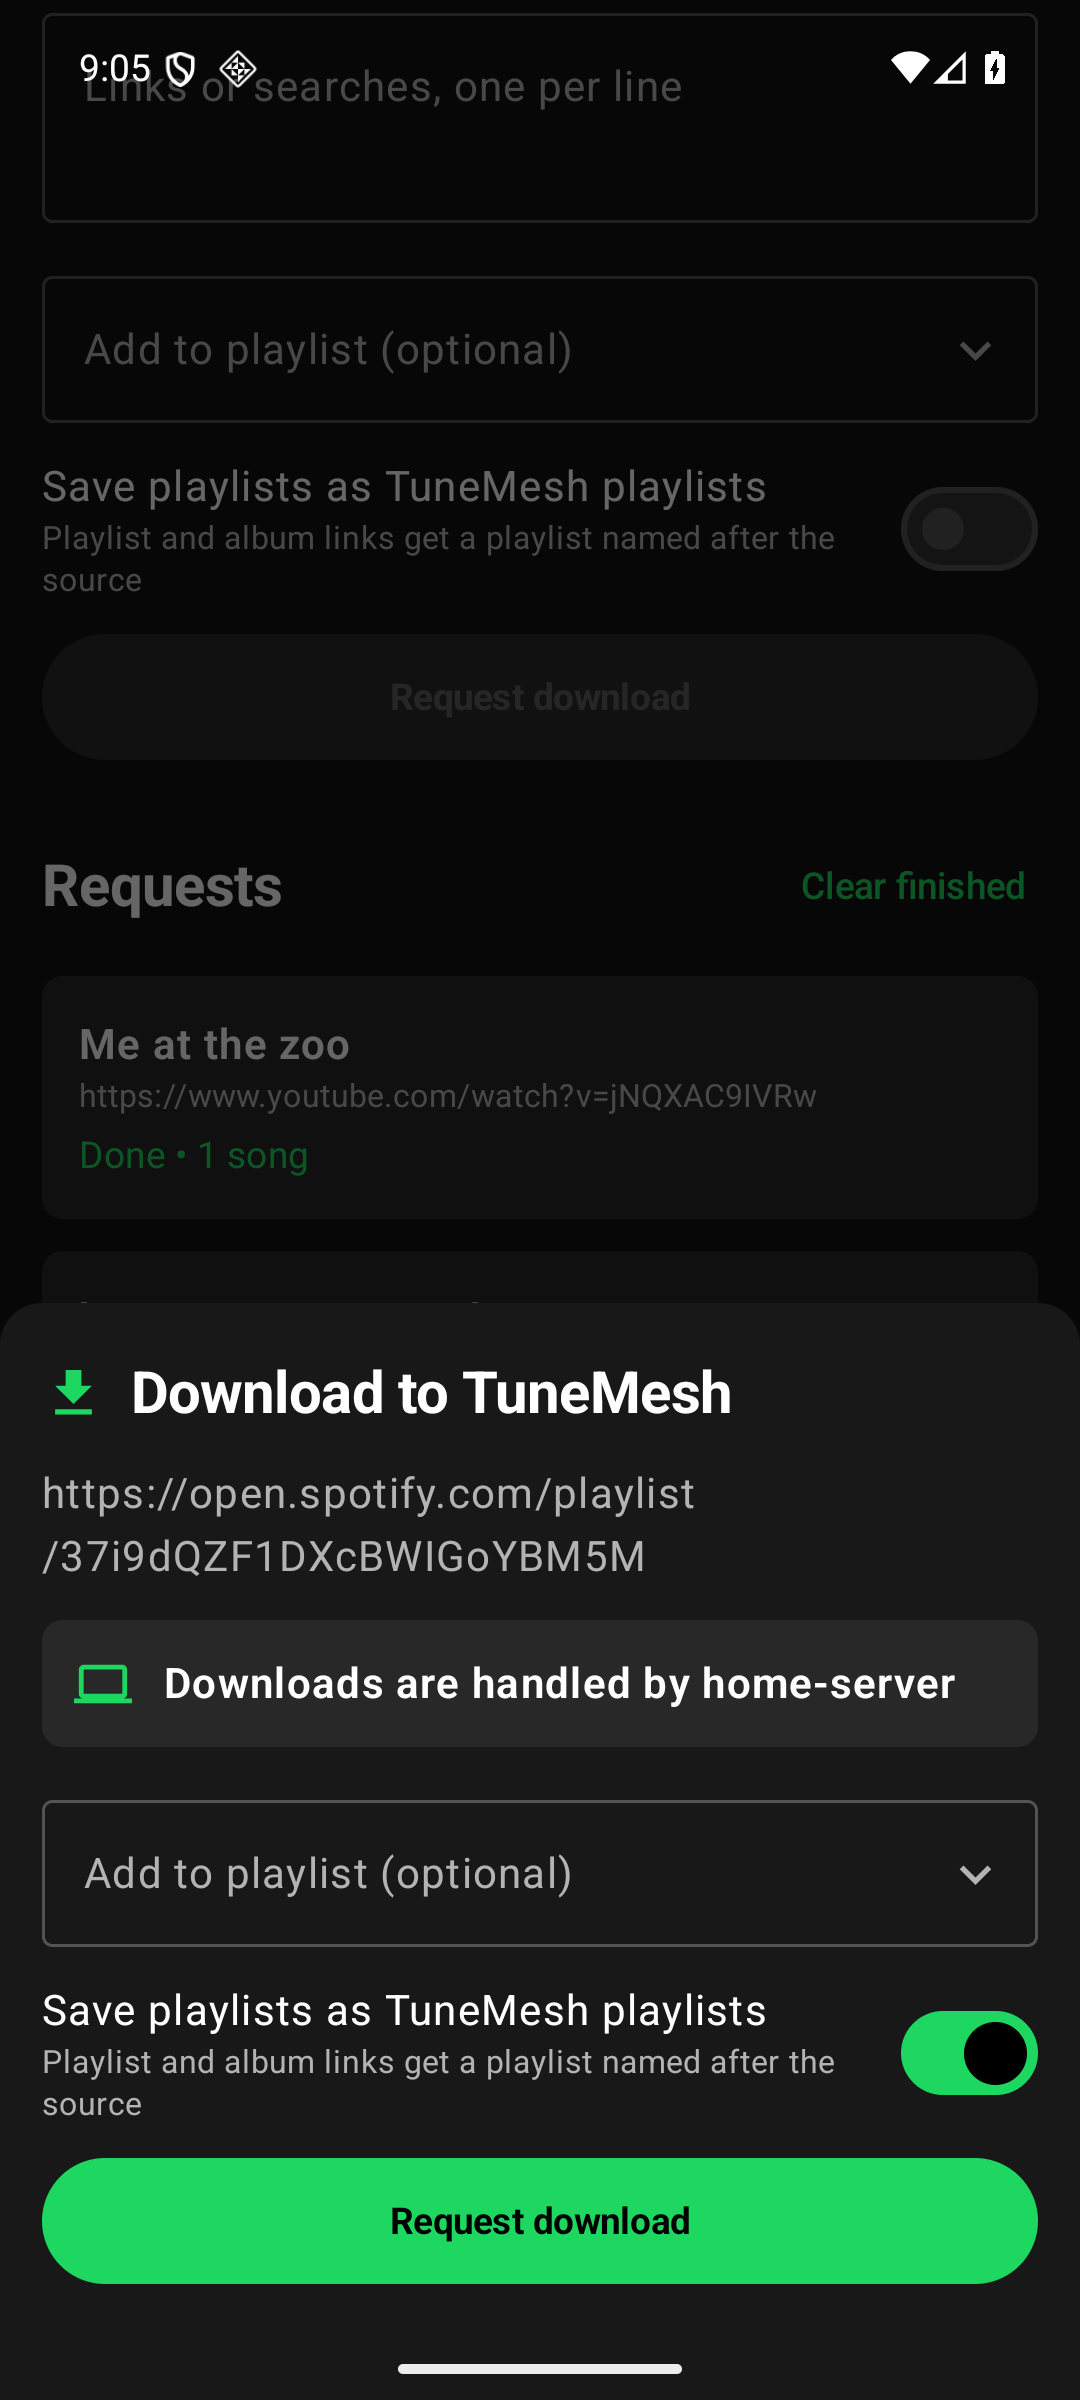 9:05
Links or searches, one per line
Add to playlist (optional)
Save playlists as TuneMesh playlists
Playlist and album links get a playlist named after the
source
Request download
Requests
Clear finished
Me at the zoo
https://www.youtube.com/watch?v=jNQXAC9IVRw
Done • 1 song
Download to TuneMesh
https://open.spotify.com/playlist
/37i9dQZF1DXcBWIGoYBM5M
Downloads are handled by home-server
Add to playlist (optional)
Save playlists as TuneMesh playlists
Playlist and album links get a playlist named after the
source
Request download